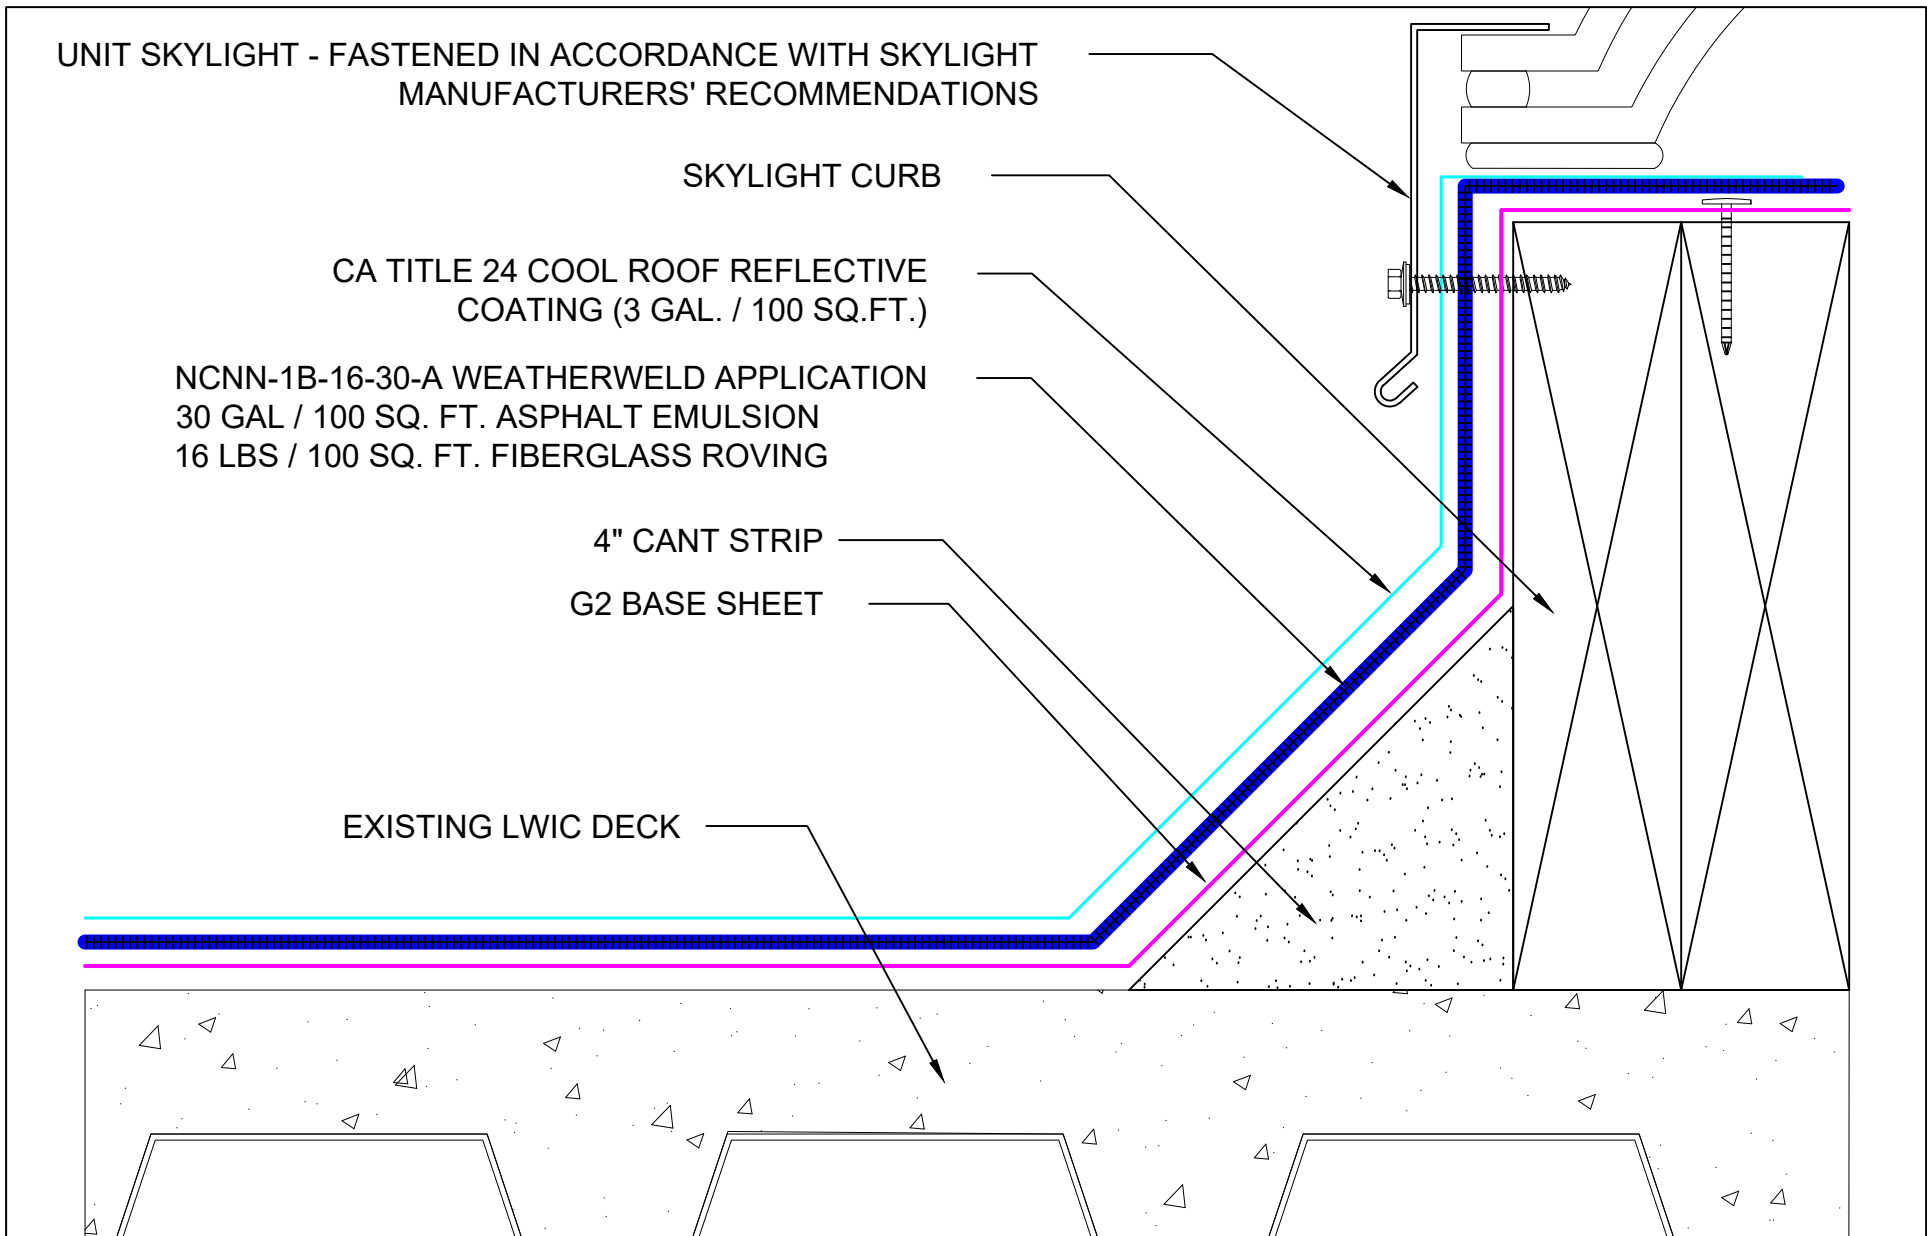 UNIT SKYLIGHT - FASTENED IN ACCORDANCE WITH SKYLIGHT
MANUFACTURERS' RECOMMENDATIONS
SKYLIGHT CURB
CA TITLE 24 COOL ROOF REFLECTIVE
COATING (3 GAL. / 100 SQ.FT.)
NCNN-1B-16-30-A WEATHERWELD APPLICATION
30 GAL / 100 SQ. FT. ASPHALT EMULSION
16 LBS / 100 SQ. FT. FIBERGLASS ROVING
4" CANT STRIP
G2 BASE SHEET
EXISTING LWIC DECK